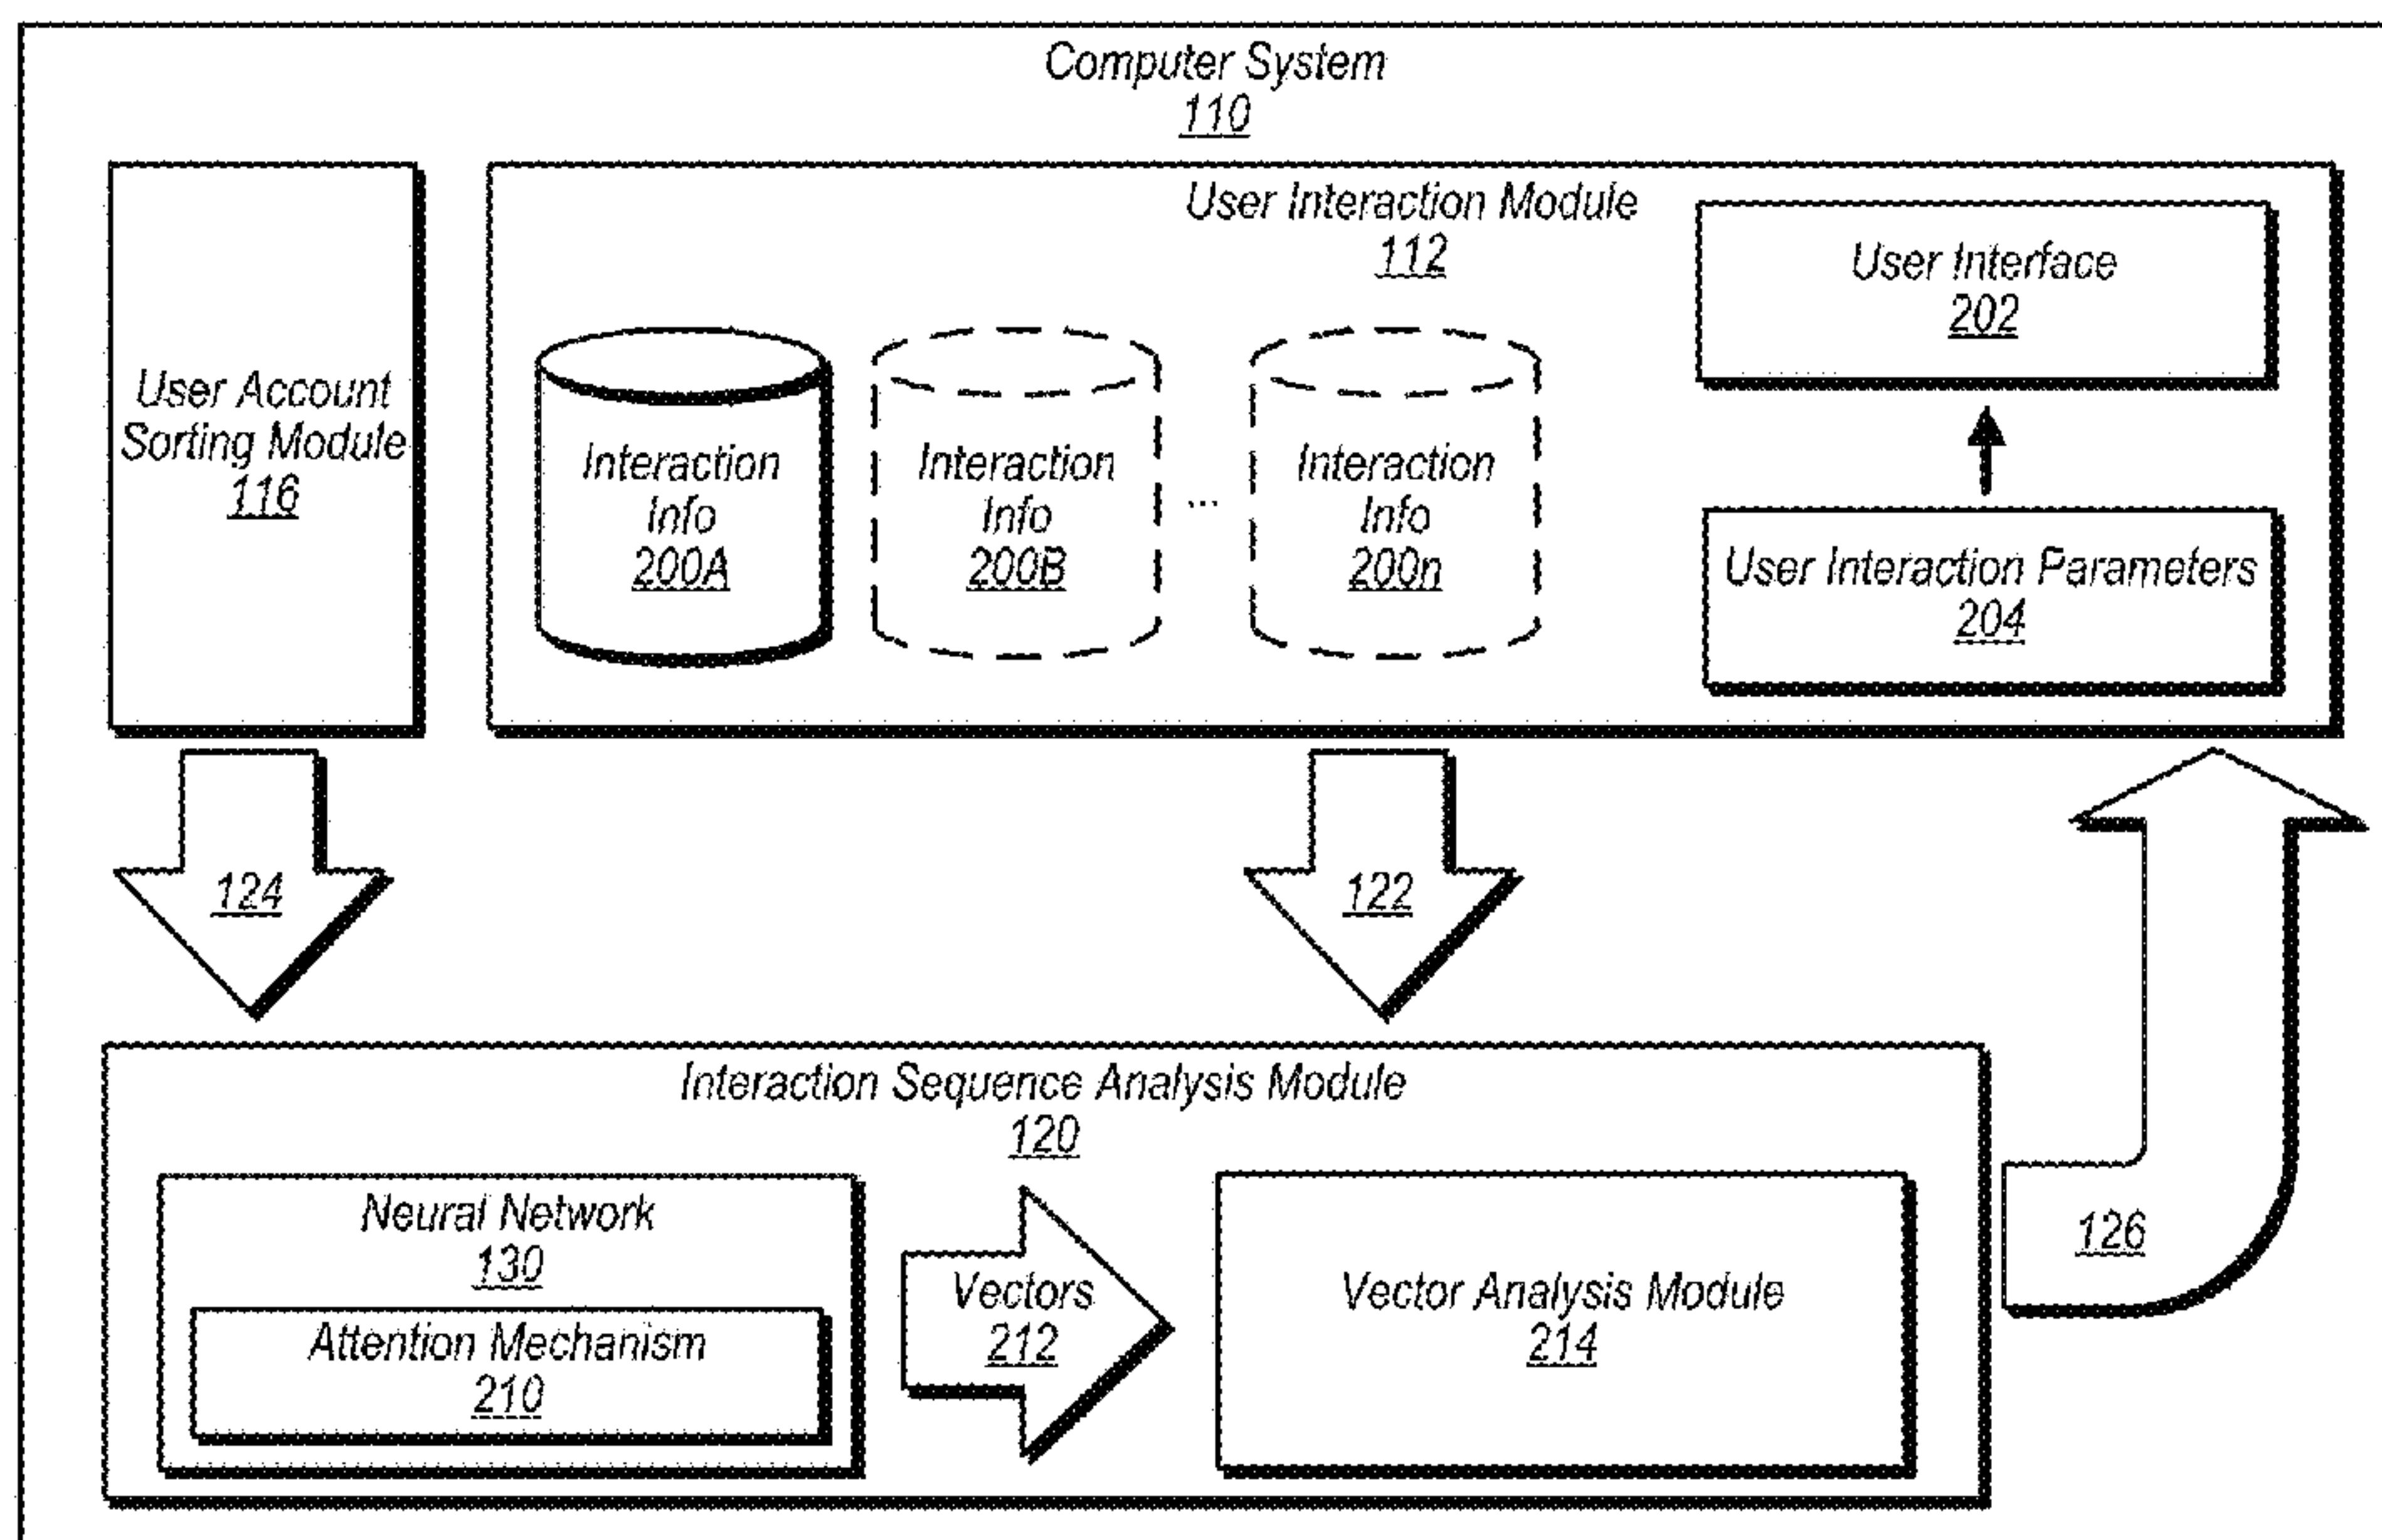 Computer System
110
User Account
Sorting Module
116
User Interaction Module
112
Interaction
Info
200A
Interaction
Info
200B
...
Interaction
Info
200n
User Interface
202
User Interaction Parameters
204
124
122
126
Interaction Sequence Analysis Module
120
Neural Network
130
Attention Mechanism
210
Vectors
212
Vector Analysis Module
214